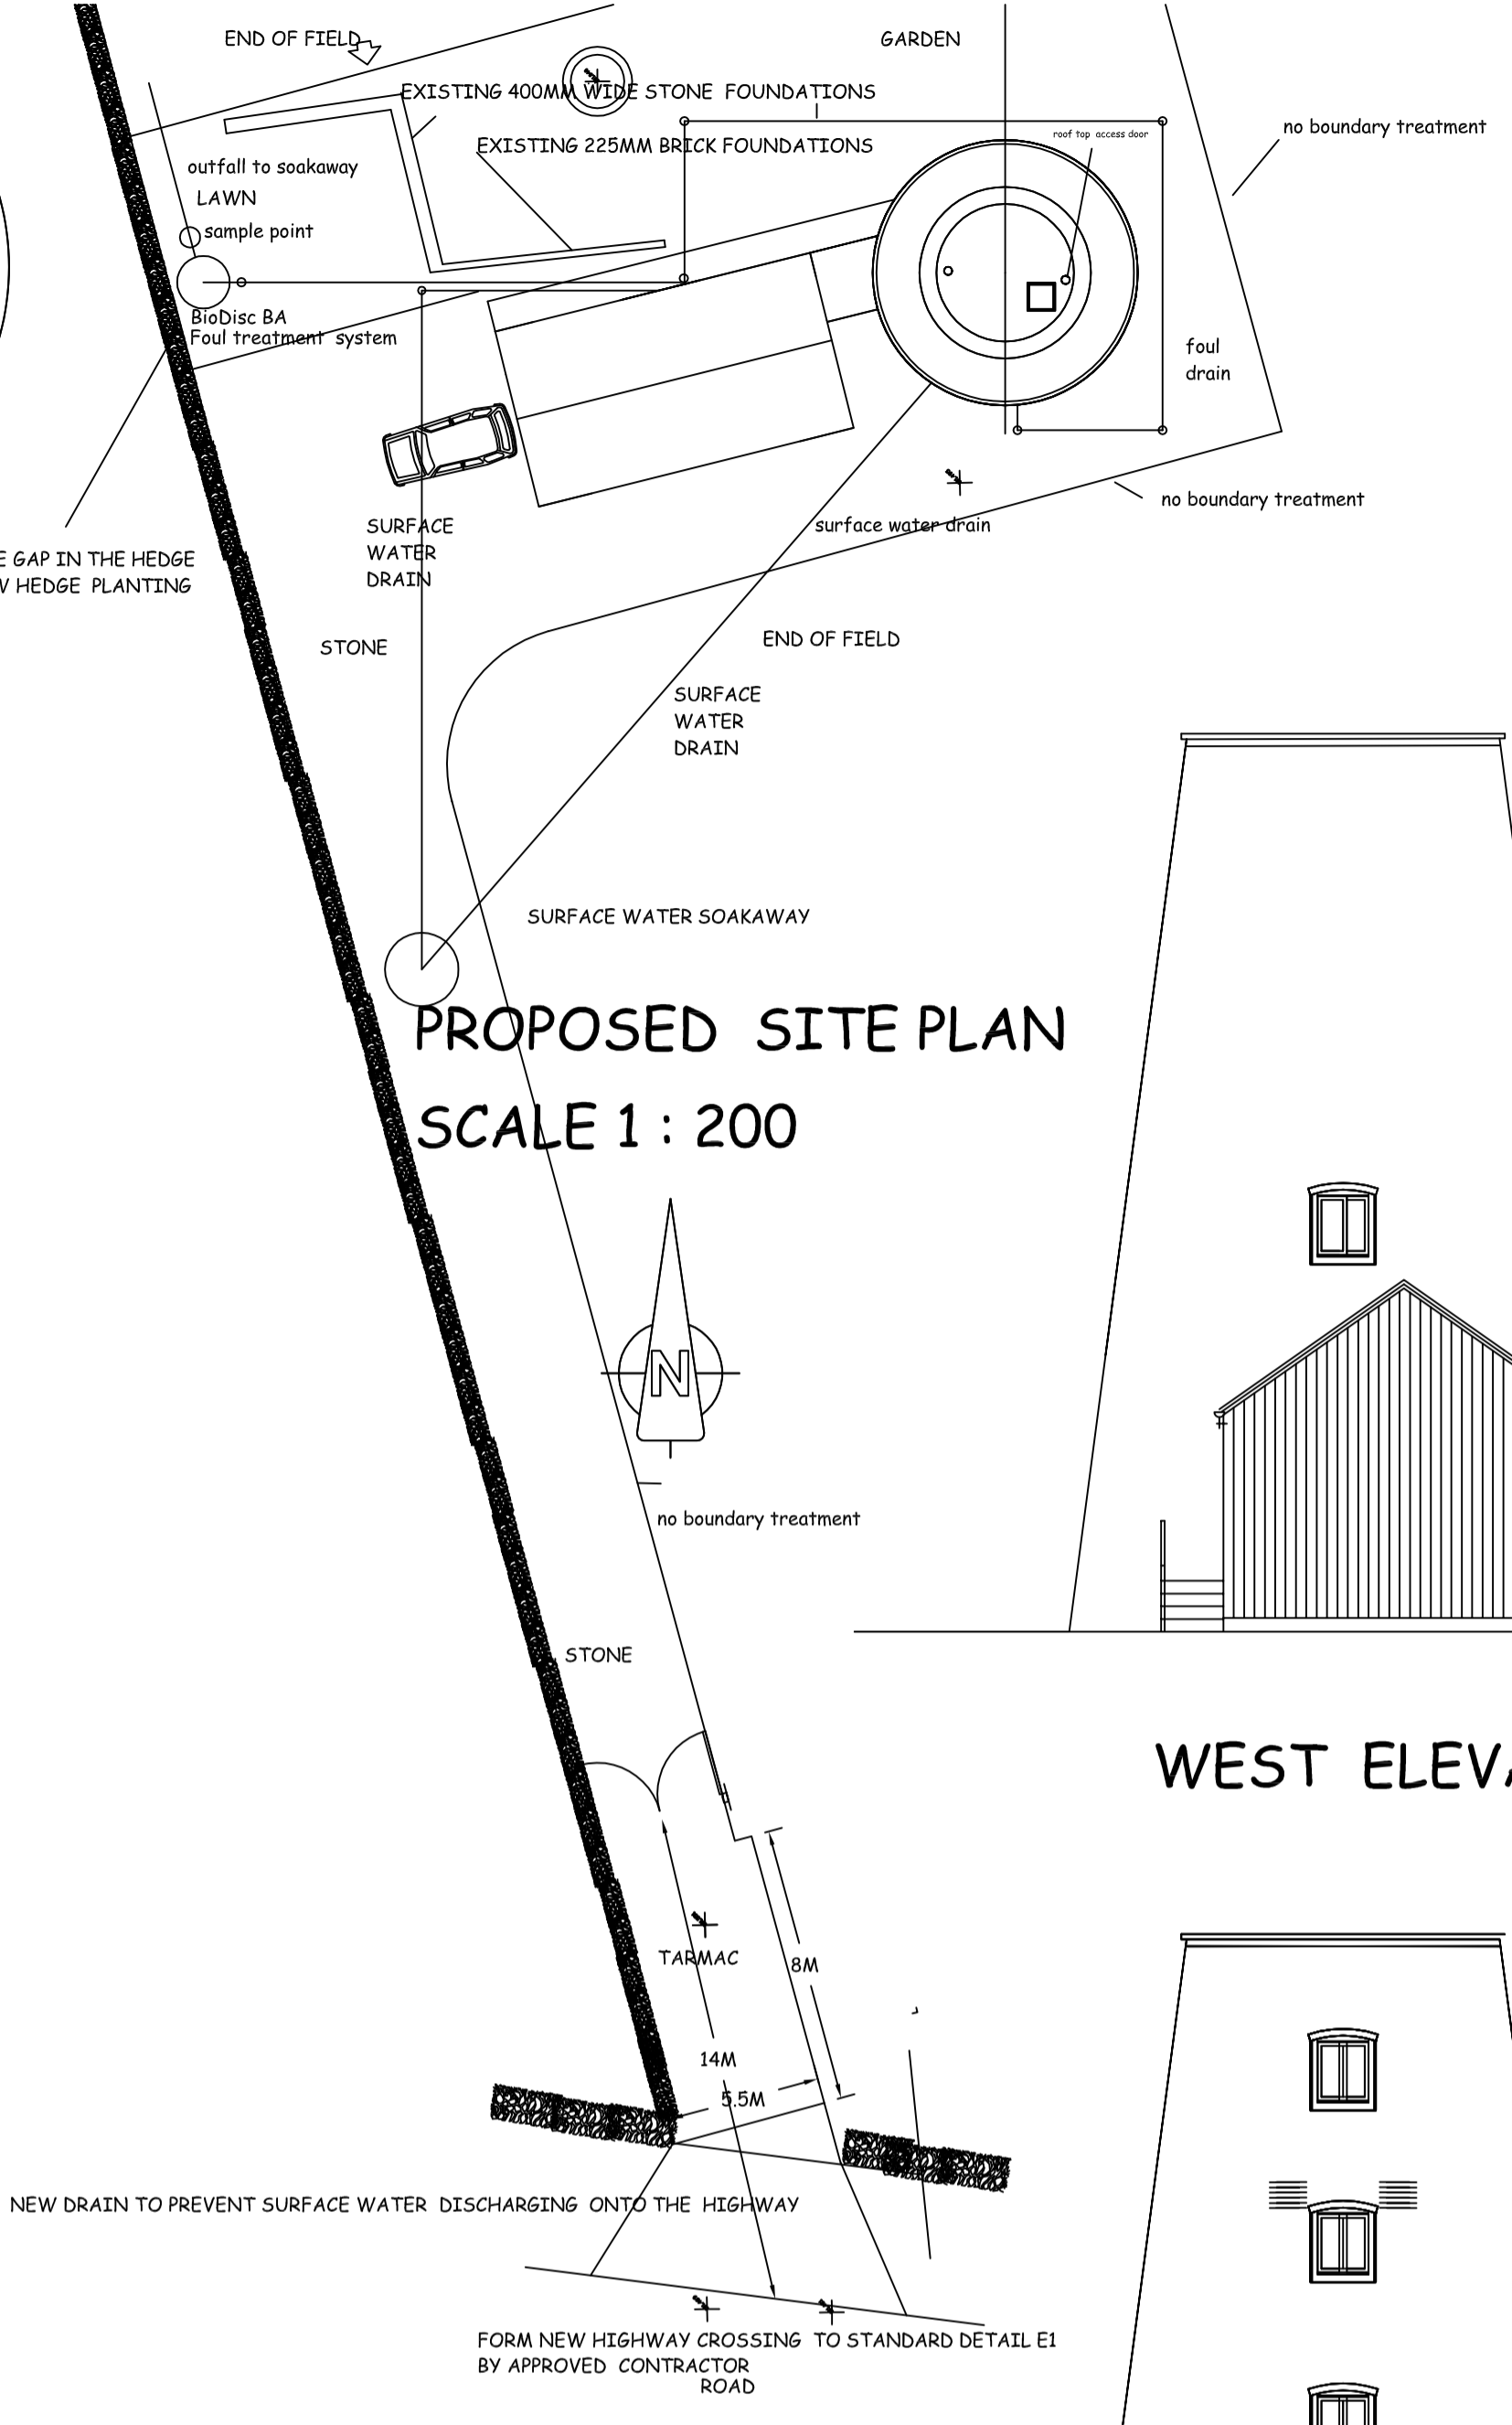 END OF FIELD
GARDEN
EXISTING 400MM WIDE STONE FOUNDATIONS
no boundary treatment
roof top access door
EXISTING 225MM BRICK FOUNDATIONS
outfall to soakaway
LAWN
sample point
BioDisc BA
Foul treatment system
foul
drain
no boundary treatment
surface water drain
SURFACE
WATER
DRAIN
GAP IN THE HEDGE
HEDGE PLANTING
STONE
END OF FIELD
SURFACE
WATER
DRAIN
SURFACE WATER SOAKAWAY
PROPOSED SITE PLAN
SCALE 1 : 200
N
no boundary treatment
STONE
WEST ELEV
TARMAC
8M
14M
5.5M
NEW DRAIN TO PREVENT SURFACE WATER DISCHARGING ONTO THE HIGHWAY
FORM NEW HIGHWAY CROSSING TO STANDARD DETAIL E1
BY APPROVED CONTRACTOR
ROAD